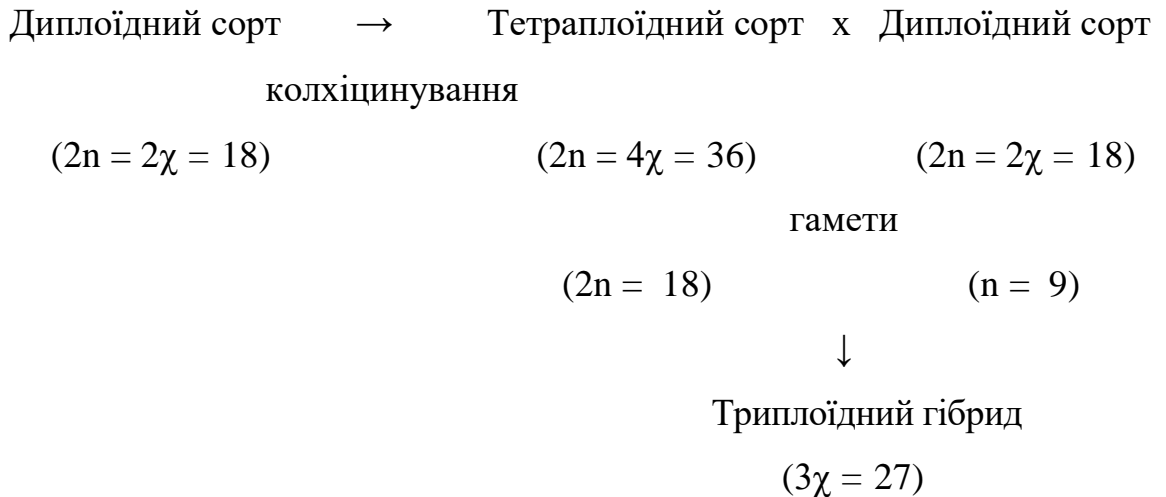 Диплоїдний сорт → Тетраплоїдний сорт х Диплоїдний сорт
колхіцинування
(2n = 2χ = 18) (2n = 4χ = 36) (2n = 2χ = 18)
гамети
(2n = 18) (n = 9)
↓
Триплоїдний гібрид
(3χ = 27)